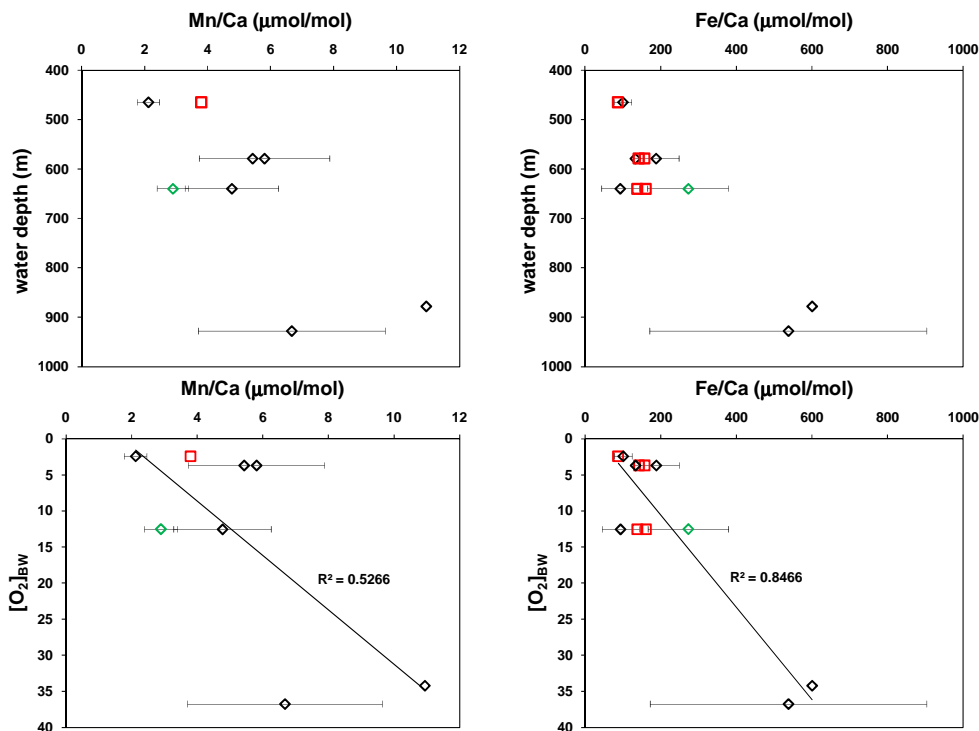 Mn/Ca (μmol/mol)
0 2 4 6 8 10 12
400
500
600
700
800
900
1000
water depth (m)
Fe/Ca (μmol/mol)
0 200 400 600 800 1000
400
500
600
700
800
900
1000
water depth (m)
Mn/Ca (μmol/mol)
0 2 4 6 8 10 12
0
5
10
15
20
25
30
35
40
[O₂]BW
R² = 0.5266
Fe/Ca (μmol/mol)
0 200 400 600 800 1000
0
5
10
15
20
25
30
35
40
[O₂]BW
R² = 0.8466